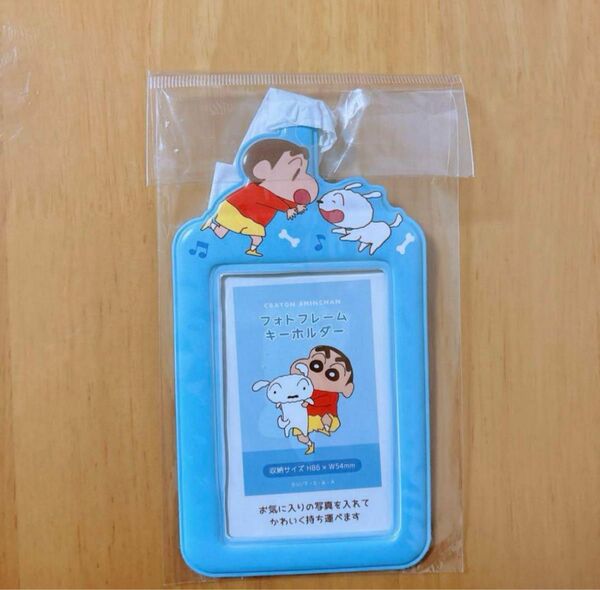 CRAYON SHINCHAN
フォトフレーム
キーホルダー
収納サイズ H86 × W54mm
お気に入りの写真を入れて
かわいく持ち運べます